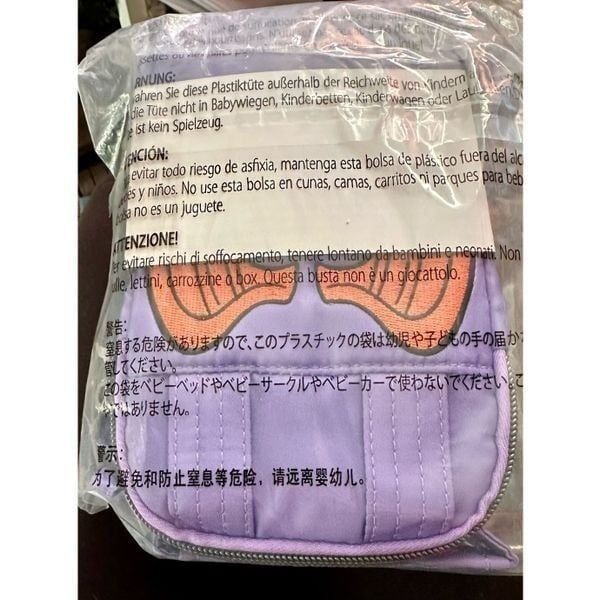 RNUNG:
ahren Sie diese Plastiktüte außerhalb der Reichweite von Kindern a
die Tüte nicht in Babywiegen, Kinderbetten, Kinderwagen oder Lau
e ist kein Spielzeug.
ENCIÓN:
evitar todo riesgo de asfixia, mantenga esta bolsa de plástico fuera del alc
és y niños. No use esta bolsa en cunas, camas, carritos ni parques para beb
olsa no es un juguete.
ATTENZIONE!
Per evitare rischi di soffocamento, tenere lontano da bambini e neonati. Non
ulle, lettini, carrozzine o box. Questa busta non è un giocattolo.
警告:
窒息する危険がありますので、このプラスチックの袋は幼児や子どもの手の届か
管してください。
この袋をベビーベッドやベビーサークルやベビーカーで使わないでください。こ
ではありません。
警示:
为了避免和防止窒息等危险，请远离婴幼儿。